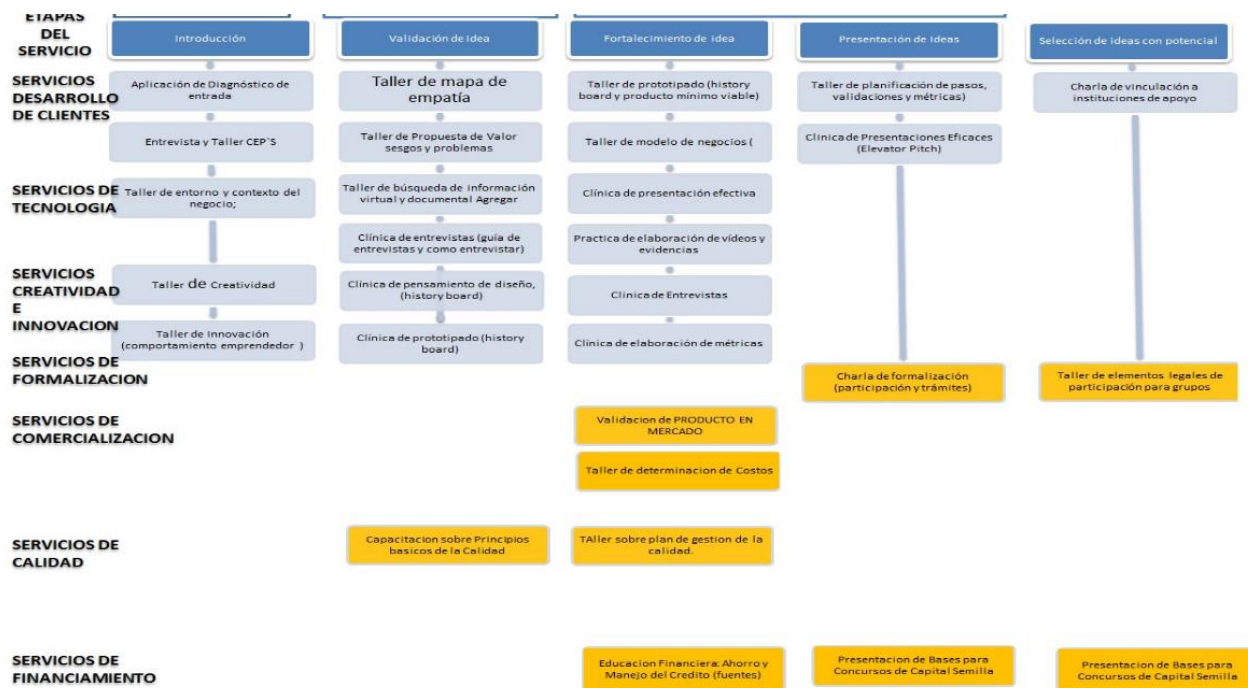 ETAPAS
DEL
SERVICIO
Introducción
Validación de Idea
Fortalecimiento de Idea
Presentación de Ideas
Selección de ideas con potencial
SERVICIOS
DESARROLLO
DE CLIENTES
Aplicación de Diagnóstico de
entrada
Taller de mapa de
empatía
Taller de prototipado (history
board y producto mínimo viable)
Taller de planificación de pasos,
validaciones y métricas)
Charla de vinculación a
instituciones de apoyo
Entrevista y Taller CEP`S
Taller de Propuesta de Valor
sesgos y problemas
Taller de modelo de negocios (
Clinica de Presentaciones Eficaces
(Elevator Pitch)
SERVICIOS DE
TECNOLOGIA
Taller de entorno y contexto del
negocio;
Taller de búsqueda de información
virtual y documental Agregar
Clínica de presentación efectiva
Clínica de entrevistas (guía de
entrevistas y como entrevistar)
Practica de elaboración de vídeos y
evidencias
SERVICIOS
CREATIVIDAD
E
INNOVACION
Taller de Creatividad
Clínica de pensamiento de diseño,
(history board)
Clinica de Entrevistas
Taller de Innovación
(comportamiento emprendedor )
Clínica de prototipado (history
board)
Clínica de elaboración de métricas
SERVICIOS DE
FORMALIZACION
Charla de formalización
(participación y trámites)
Taller de elementos legales de
participación para grupos
SERVICIOS DE
COMERCIALIZACION
Validacion de PRODUCTO EN
MERCADO
Taller de determinacion de Costos
SERVICIOS DE
CALIDAD
Capacitacion sobre Principios
basicos de la Calidad
TAller sobre plan de gestion de la
calidad.
SERVICIOS DE
FINANCIAMIENTO
Educacion Financiera: Ahorro y
Manejo del Credito (fuentes)
Presentacion de Bases para
Concursos de Capital Semilla
Presentacion de Bases para
Concursos de Capital Semilla